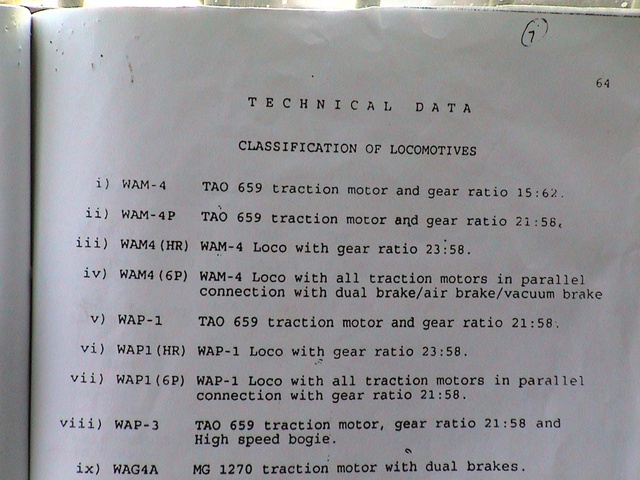 7
64
TECHNICAL DATA
CLASSIFICATION OF LOCOMOTIVES
i) WAM-4 TAO 659 traction motor and gear ratio 15:62.
ii) WAM-4P TAO 659 traction motor and gear ratio 21:58,
iii) WAM4(HR) WAM-4 Loco with gear ratio 23:58.
iv) WAM4(6P) WAM-4 Loco with all traction motors in parallel
connection with dual brake/air brake/vacuum brake
v) WAP-1 TAO 659 traction motor and gear ratio 21:58.
vi) WAP1(HR) WAP-1 Loco with gear ratio 23:58.
vii) WAP1(6P) WAP-1 Loco with all traction motors in parallel
connection with gear ratio 21:58.
viii) WAP-3 TAO 659 traction motor, gear ratio 21:58 and
High speed bogie.
ix) WAG4A MG 1270 traction motor with dual brakes.